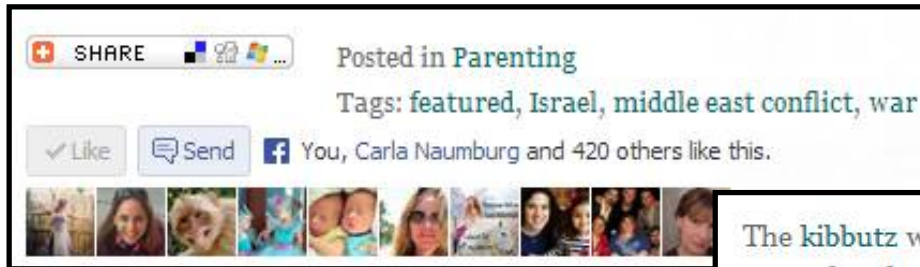 SHARE ...
Posted in Parenting
Tags: featured, Israel, middle east conflict, war
Like Send You, Carla Naumburg and 420 others like this.
The kibbutz w